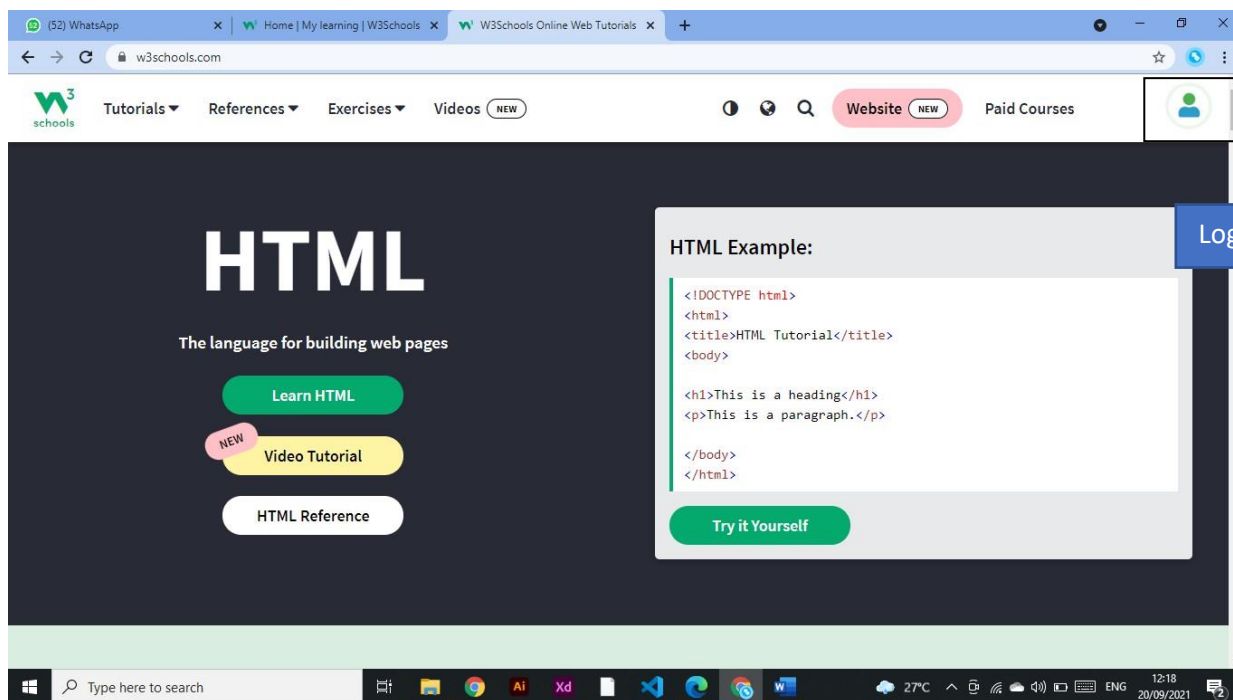 (52) WhatsApp
Home | My learning | W3Schools
W3Schools Online Web Tutorials
w3schools.com
3
schools
Tutorials
References
Exercises
Videos NEW
Website NEW
Paid Courses
HTML
The language for building web pages
Learn HTML
NEW
Video Tutorial
HTML Reference
HTML Example:
<!DOCTYPE html>
<html>
<title>HTML Tutorial</title>
<body>
<h1>This is a heading</h1>
<p>This is a paragraph.</p>
</body>
</html>
Try it Yourself
Log
Type here to search
Ai
Xd
W
27°C
ENG
12:18
20/09/2021
2